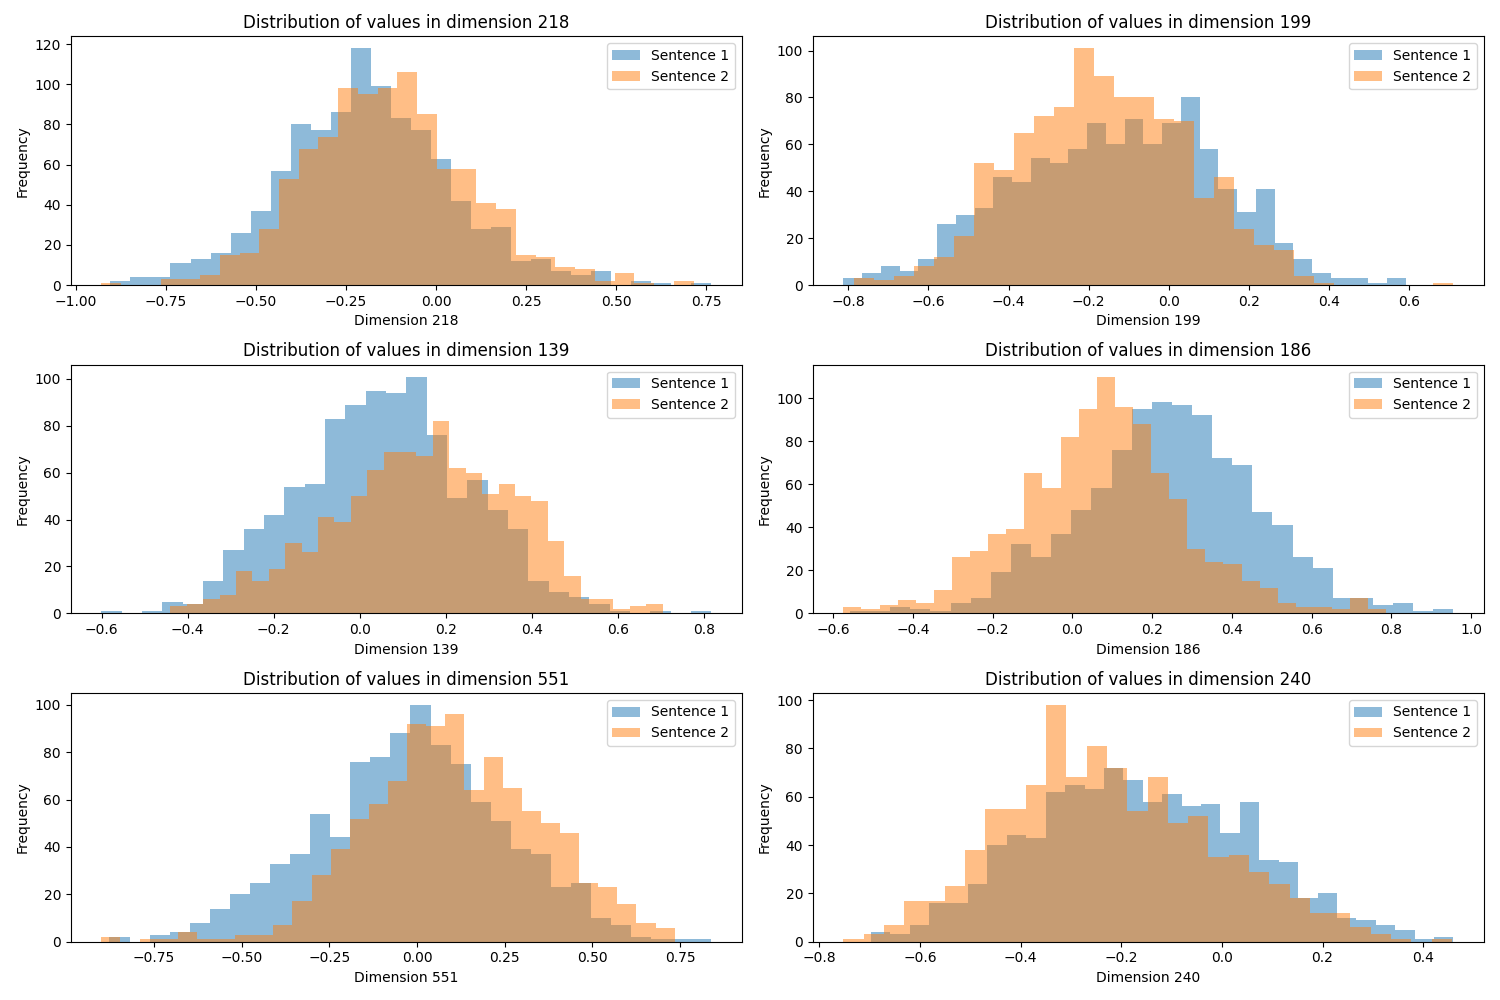 Distribution of values in dimension 218
Frequency
120
100
80
60
40
20
0
Sentence 1
Sentence 2
−1.00 −0.75 −0.50 −0.25 0.00 0.25 0.50 0.75
Dimension 218
Distribution of values in dimension 199
Frequency
100
80
60
40
20
0
Sentence 1
Sentence 2
−0.8 −0.6 −0.4 −0.2 0.0 0.2 0.4 0.6
Dimension 199
Distribution of values in dimension 139
Frequency
100
80
60
40
20
0
Sentence 1
Sentence 2
−0.6 −0.4 −0.2 0.0 0.2 0.4 0.6 0.8
Dimension 139
Distribution of values in dimension 186
Frequency
100
80
60
40
20
0
Sentence 1
Sentence 2
−0.6 −0.4 −0.2 0.0 0.2 0.4 0.6 0.8 1.0
Dimension 186
Distribution of values in dimension 551
Frequency
100
80
60
40
20
0
Sentence 1
Sentence 2
−0.75 −0.50 −0.25 0.00 0.25 0.50 0.75
Dimension 551
Distribution of values in dimension 240
Frequency
100
80
60
40
20
0
Sentence 1
Sentence 2
−0.8 −0.6 −0.4 −0.2 0.0 0.2 0.4
Dimension 240